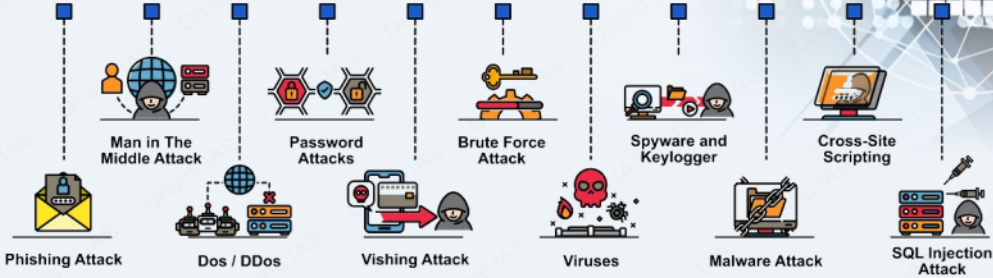 Man in The
Middle Attack
Password
Attacks
Brute Force
Attack
Spyware and
Keylogger
Cross-Site
Scripting
Phishing Attack
Dos / DDos
Vishing Attack
Viruses
Malware Attack
SQL Injection
Attack